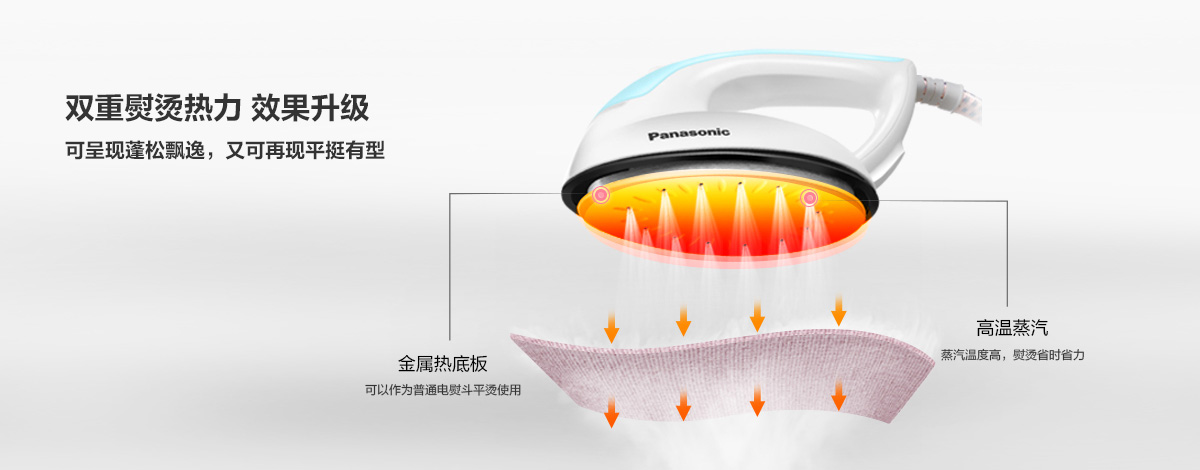 双重熨烫热力 效果升级
可呈现蓬松飘逸，又可再现平挺有型
Panasonic
金属热底板
可以作为普通电熨斗平烫使用
高温蒸汽
蒸汽温度高，熨烫省时省力